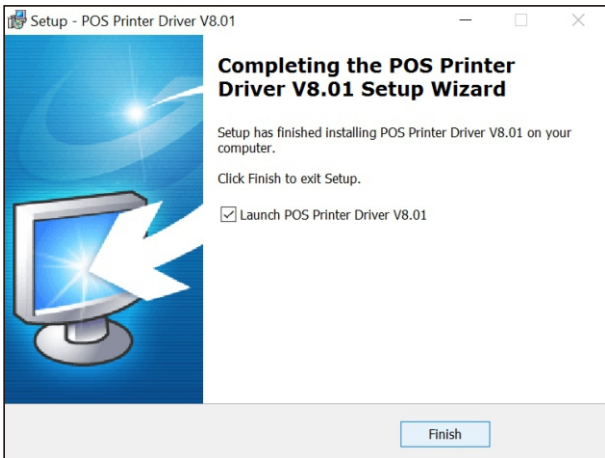 Setup - POS Printer Driver V8.01
Completing the POS Printer
Driver V8.01 Setup Wizard
Setup has finished installing POS Printer Driver V8.01 on your
computer.
Click Finish to exit Setup.
Launch POS Printer Driver V8.01
Finish